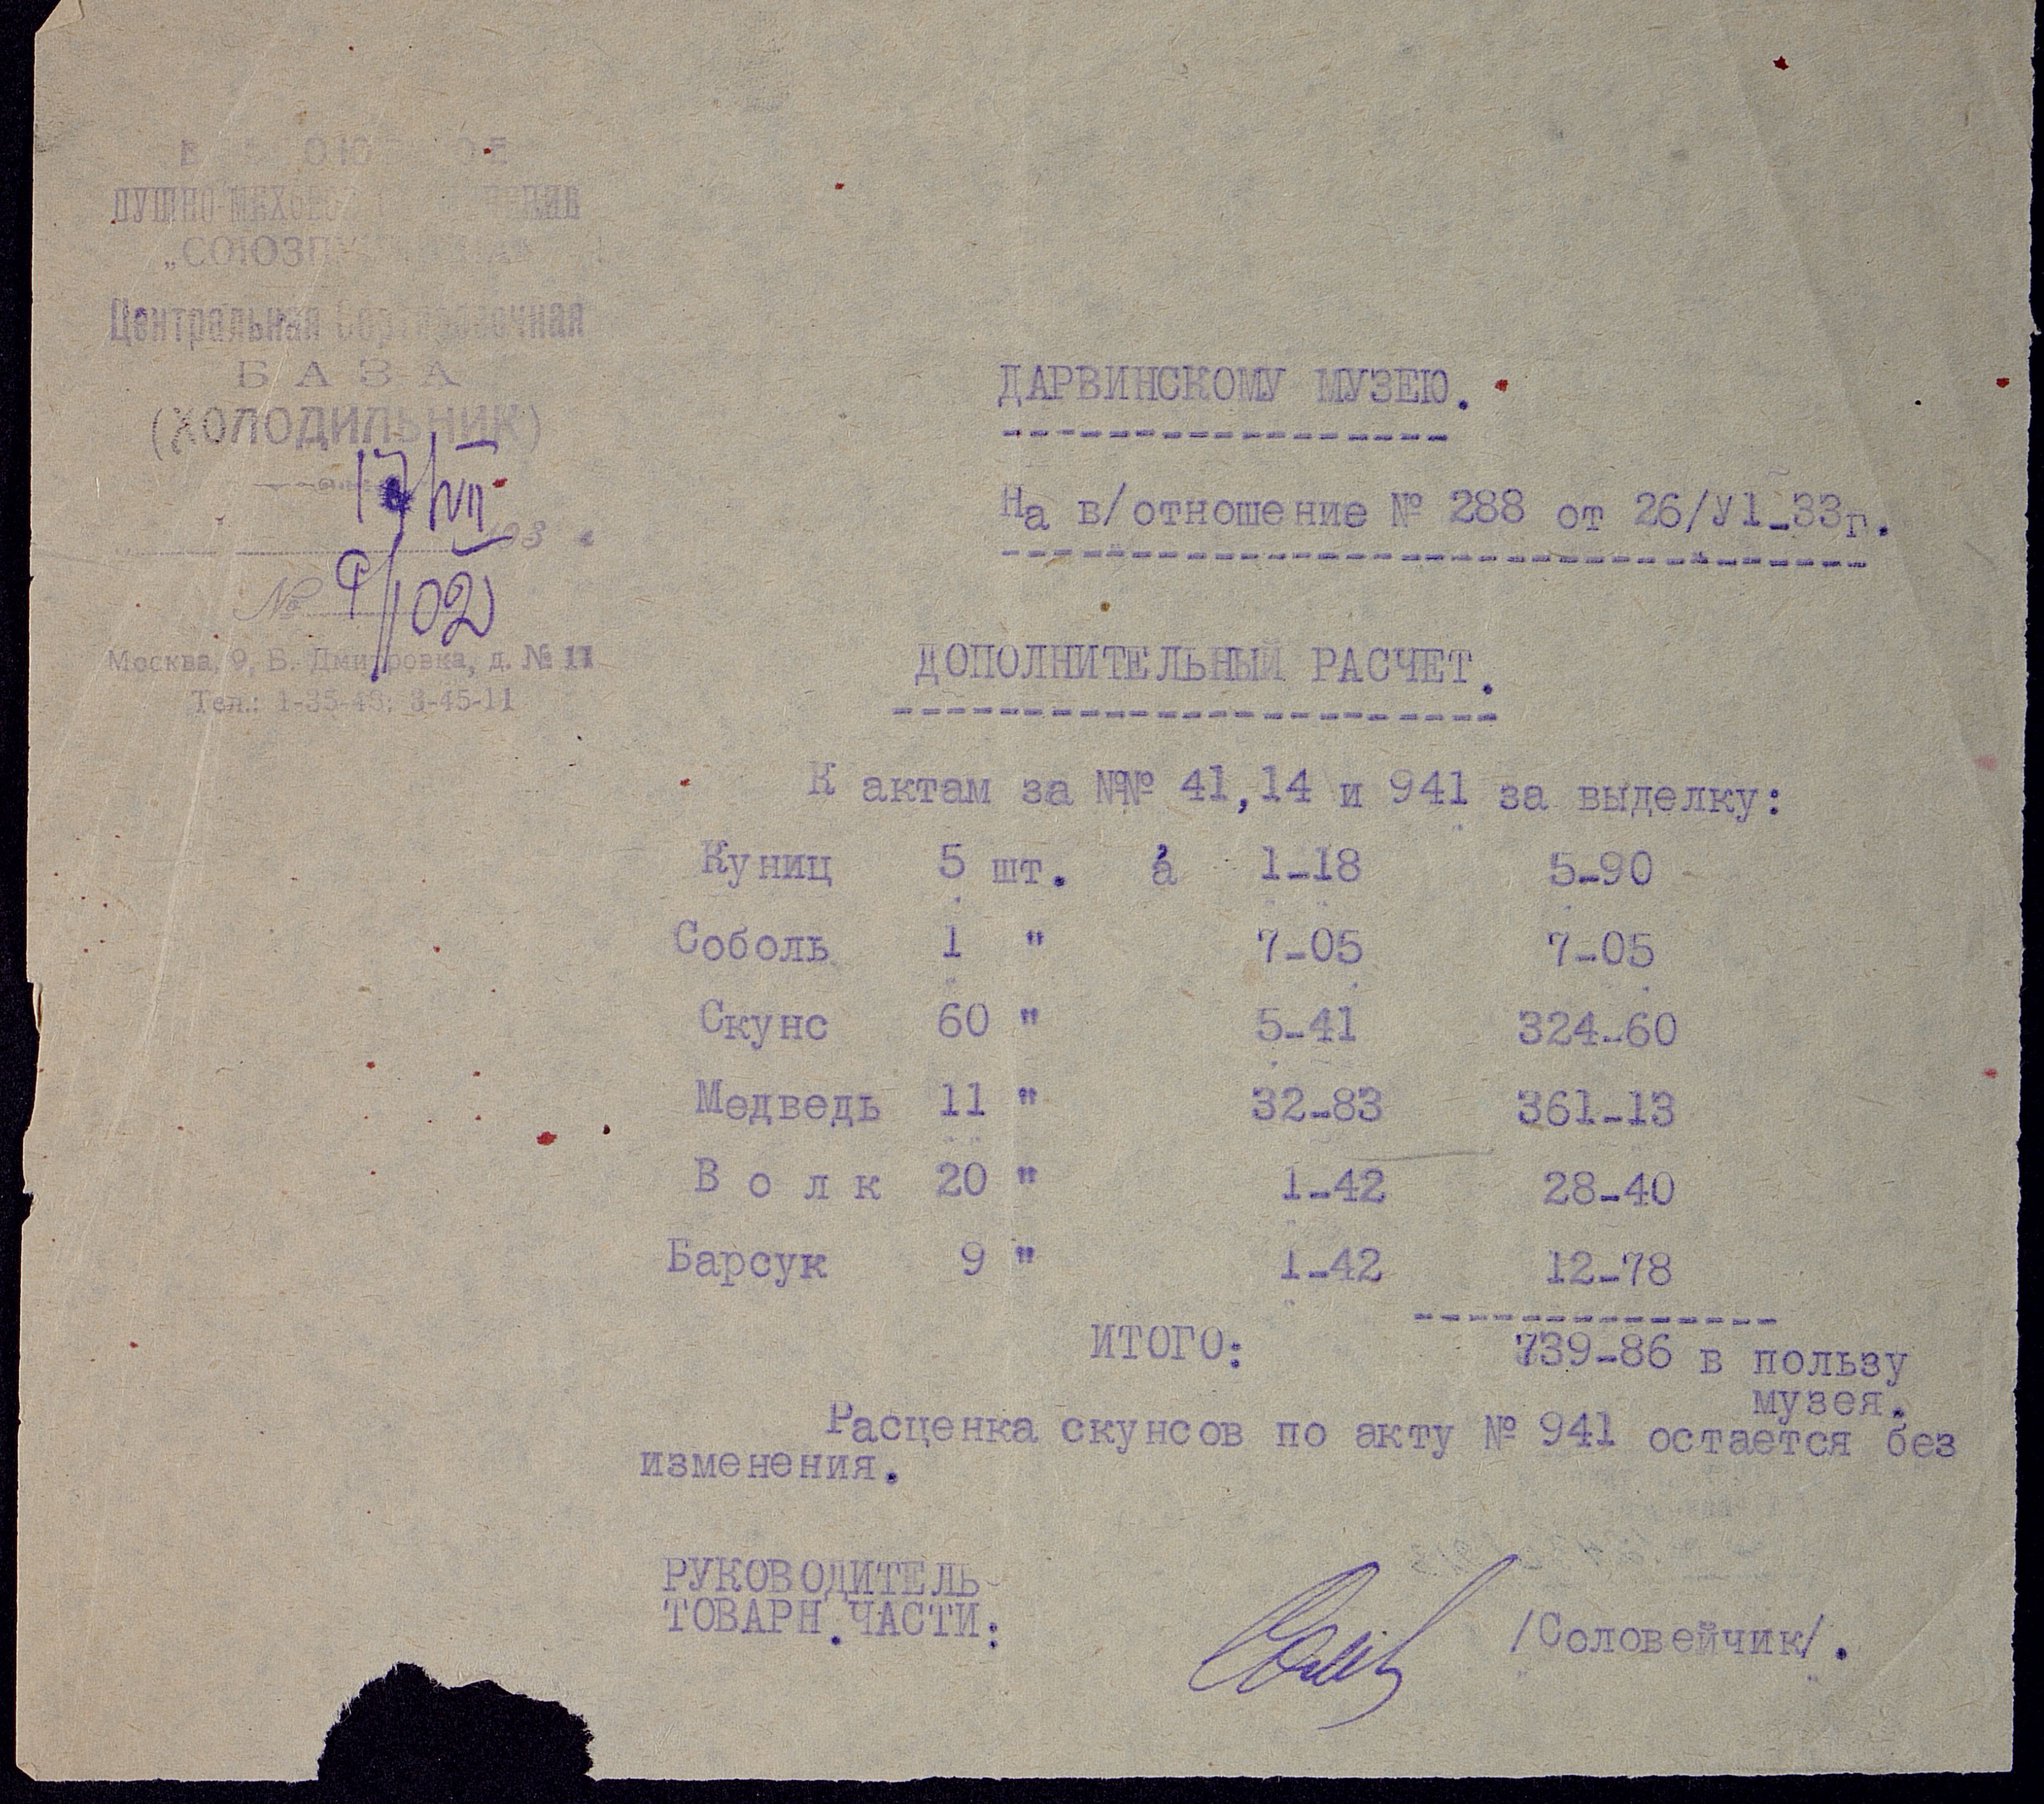 ПУШНО-МЕХОВОЕ
Центральная Сортировочная
БАЗА
(ХОЛОДИЛЬНИК)
17/VII 193
№ 9/102
Москва, 9, Б. Дмитровка, д. № 11
Тел.: 1-35-48; 3-45-11
ДАРВИНСКОМУ МУЗЕЮ.
На в/отношение № 288 от 26/У1-33г.
ДОПОЛНИТЕЛЬНЫЙ РАСЧЕТ.
К актам за №№ 41,14 и 941 за выделку:
Куниц 5 шт. á 1-18 5-90
Соболь 1 " 7-05 7-05
Скунс 60 " 5-41 324-60
Медведь 11 " 32-83 361-13
В о л к 20 " 1-42 28-40
Барсук 9 " 1-42 12-78
ИТОГО: 739-86 в пользу
музея.
Расценка скунсов по акту № 941 остается без
изменения.
РУКОВОДИТЕЛЬ
ТОВАРН.ЧАСТИ:
/Соловейчик/.